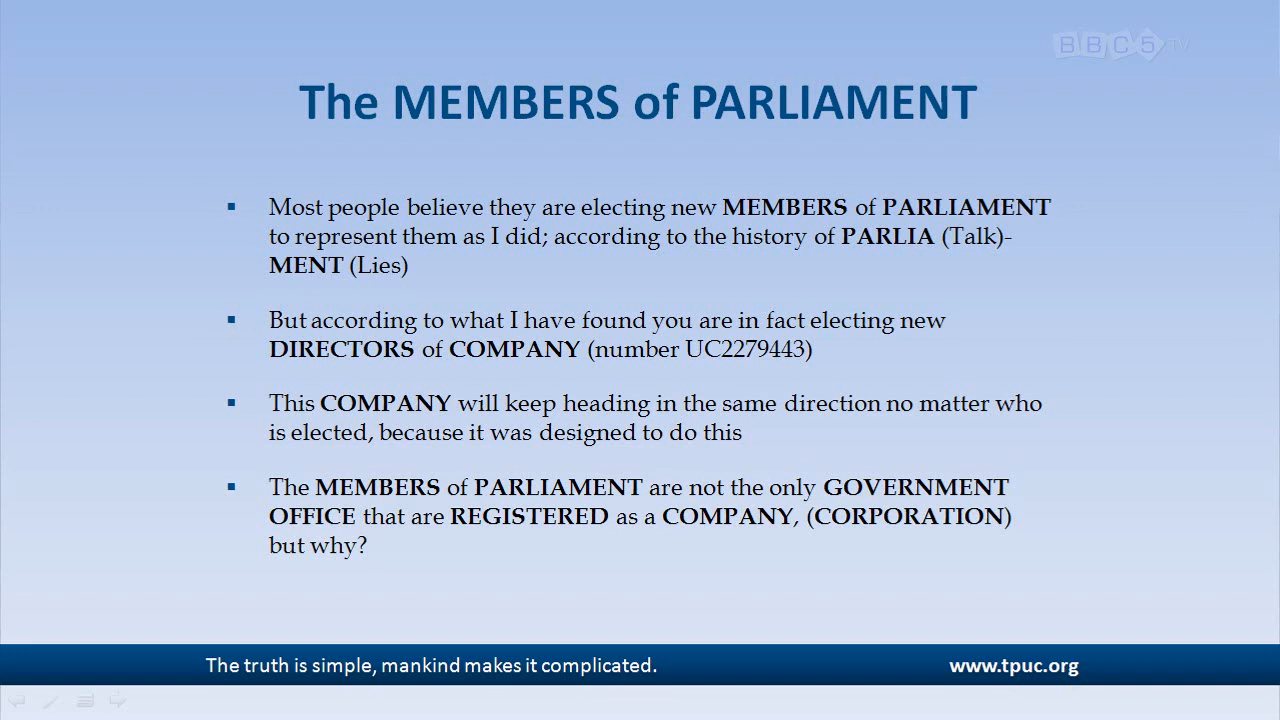 BBC5 TV
The MEMBERS of PARLIAMENT
▪ Most people believe they are electing new MEMBERS of PARLIAMENT
to represent them as I did; according to the history of PARLIA (Talk)-
MENT (Lies)
▪ But according to what I have found you are in fact electing new
DIRECTORS of COMPANY (number UC2279443)
▪ This COMPANY will keep heading in the same direction no matter who
is elected, because it was designed to do this
▪ The MEMBERS of PARLIAMENT are not the only GOVERNMENT
OFFICE that are REGISTERED as a COMPANY, (CORPORATION)
but why?
The truth is simple, mankind makes it complicated.
www.tpuc.org